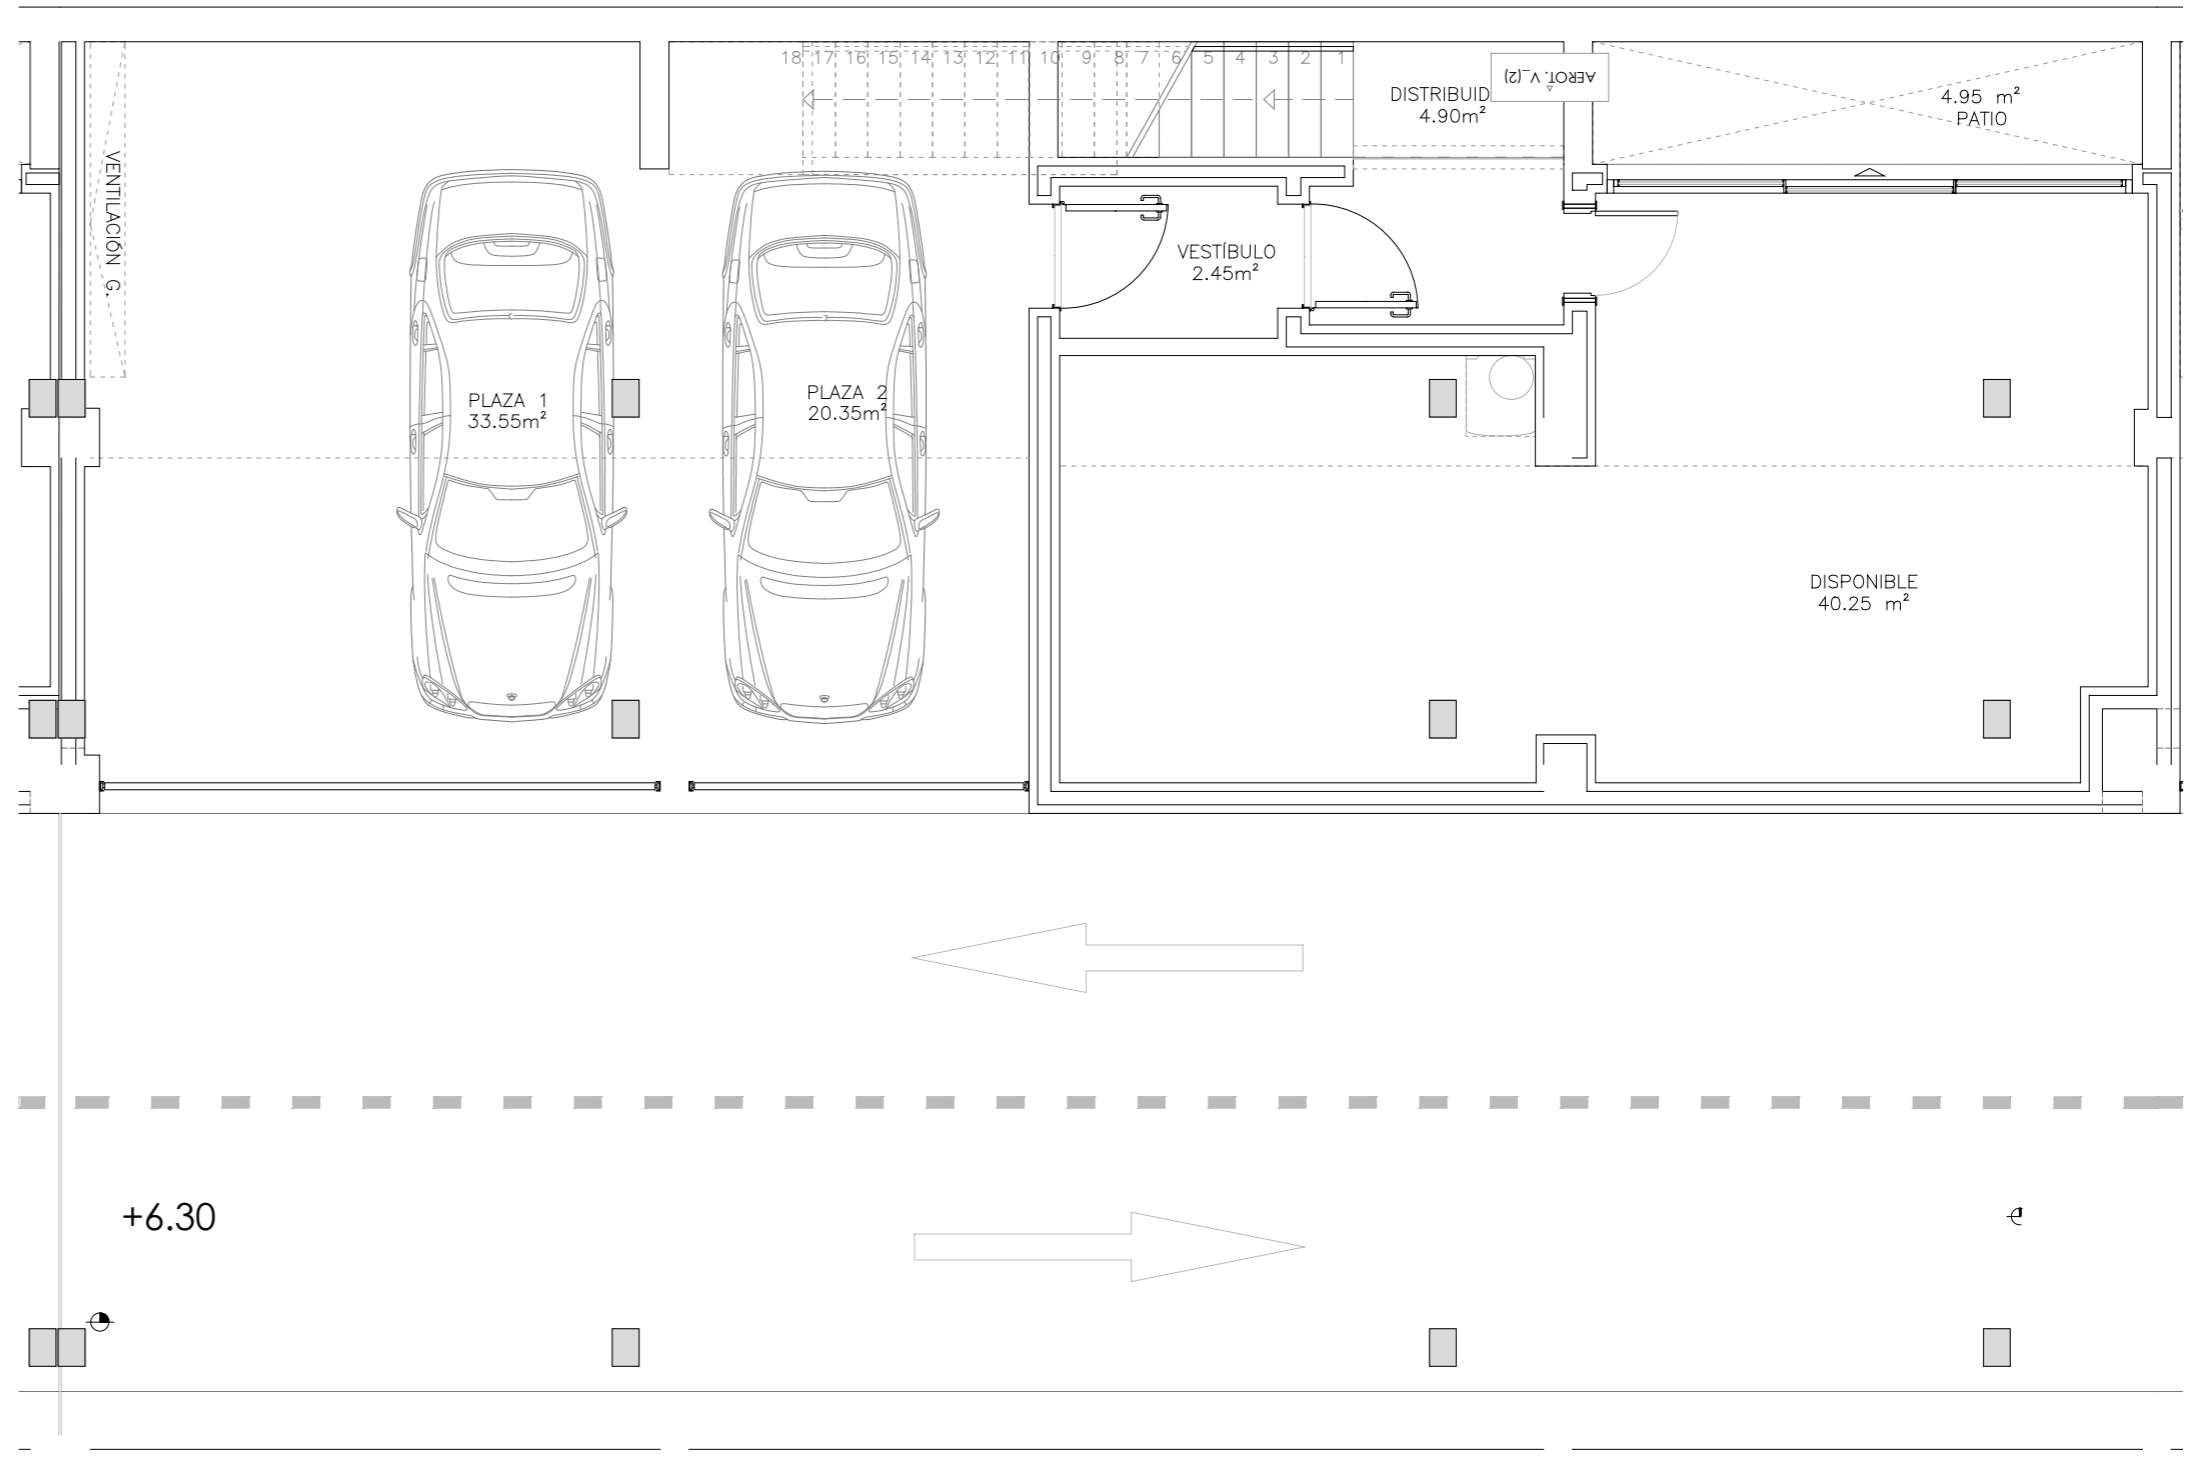 18 17 16 15 14 13 12 11 10 9 8 7 6 5 4 3 2 1
AEROT. V_(2)
DISTRIBUID
4.90m²
4.95 m²
PATIO
VENTILACIÓN G.
VESTÍBULO
2.45m²
PLAZA 1
33.55m²
PLAZA 2
20.35m²
DISPONIBLE
40.25 m²
+6.30